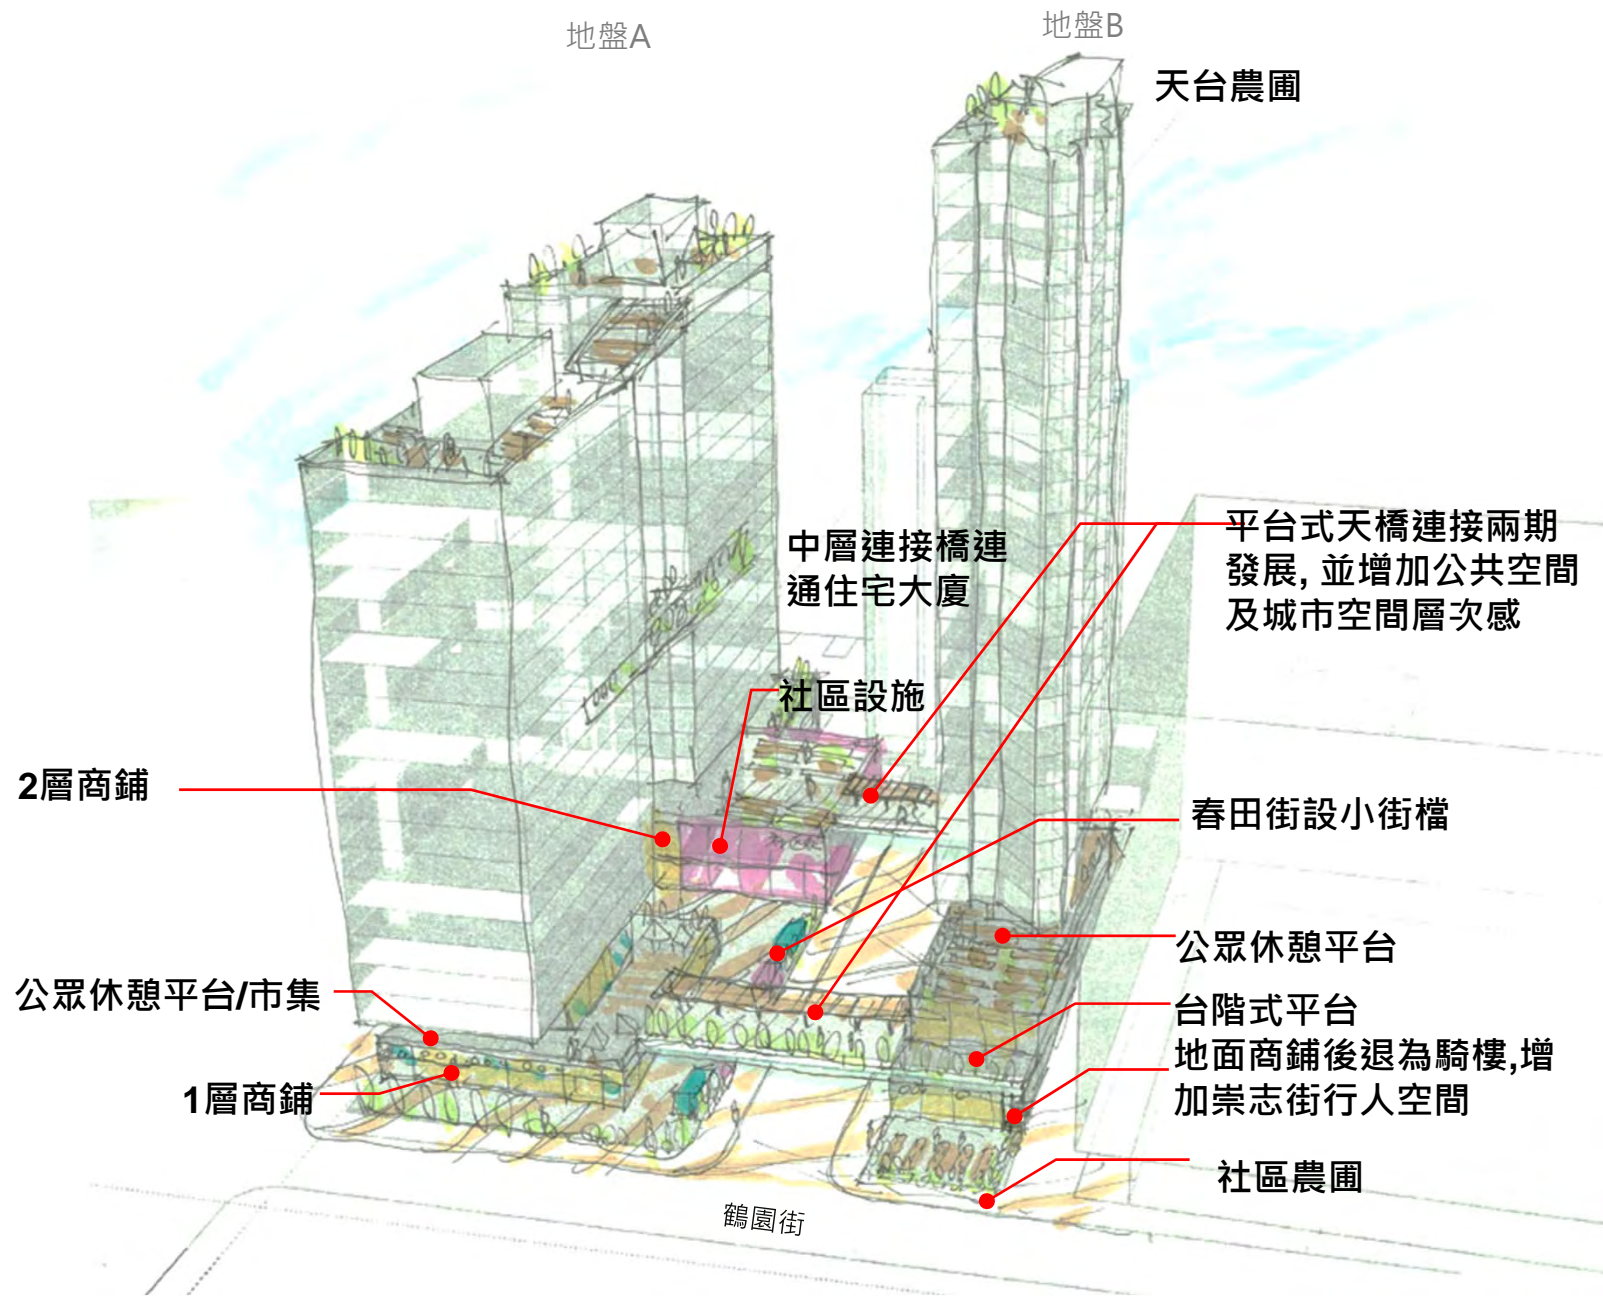 地盤A
地盤B
天台農圃
中層連接橋連
通住宅大廈
平台式天橋連接兩期
發展, 並增加公共空間
及城市空間層次感
社區設施
2層商鋪
春田街設小街檔
公眾休憩平台
公眾休憩平台/市集
台階式平台
地面商鋪後退為騎樓,增
加崇志街行人空間
1層商鋪
社區農圃
鶴園街